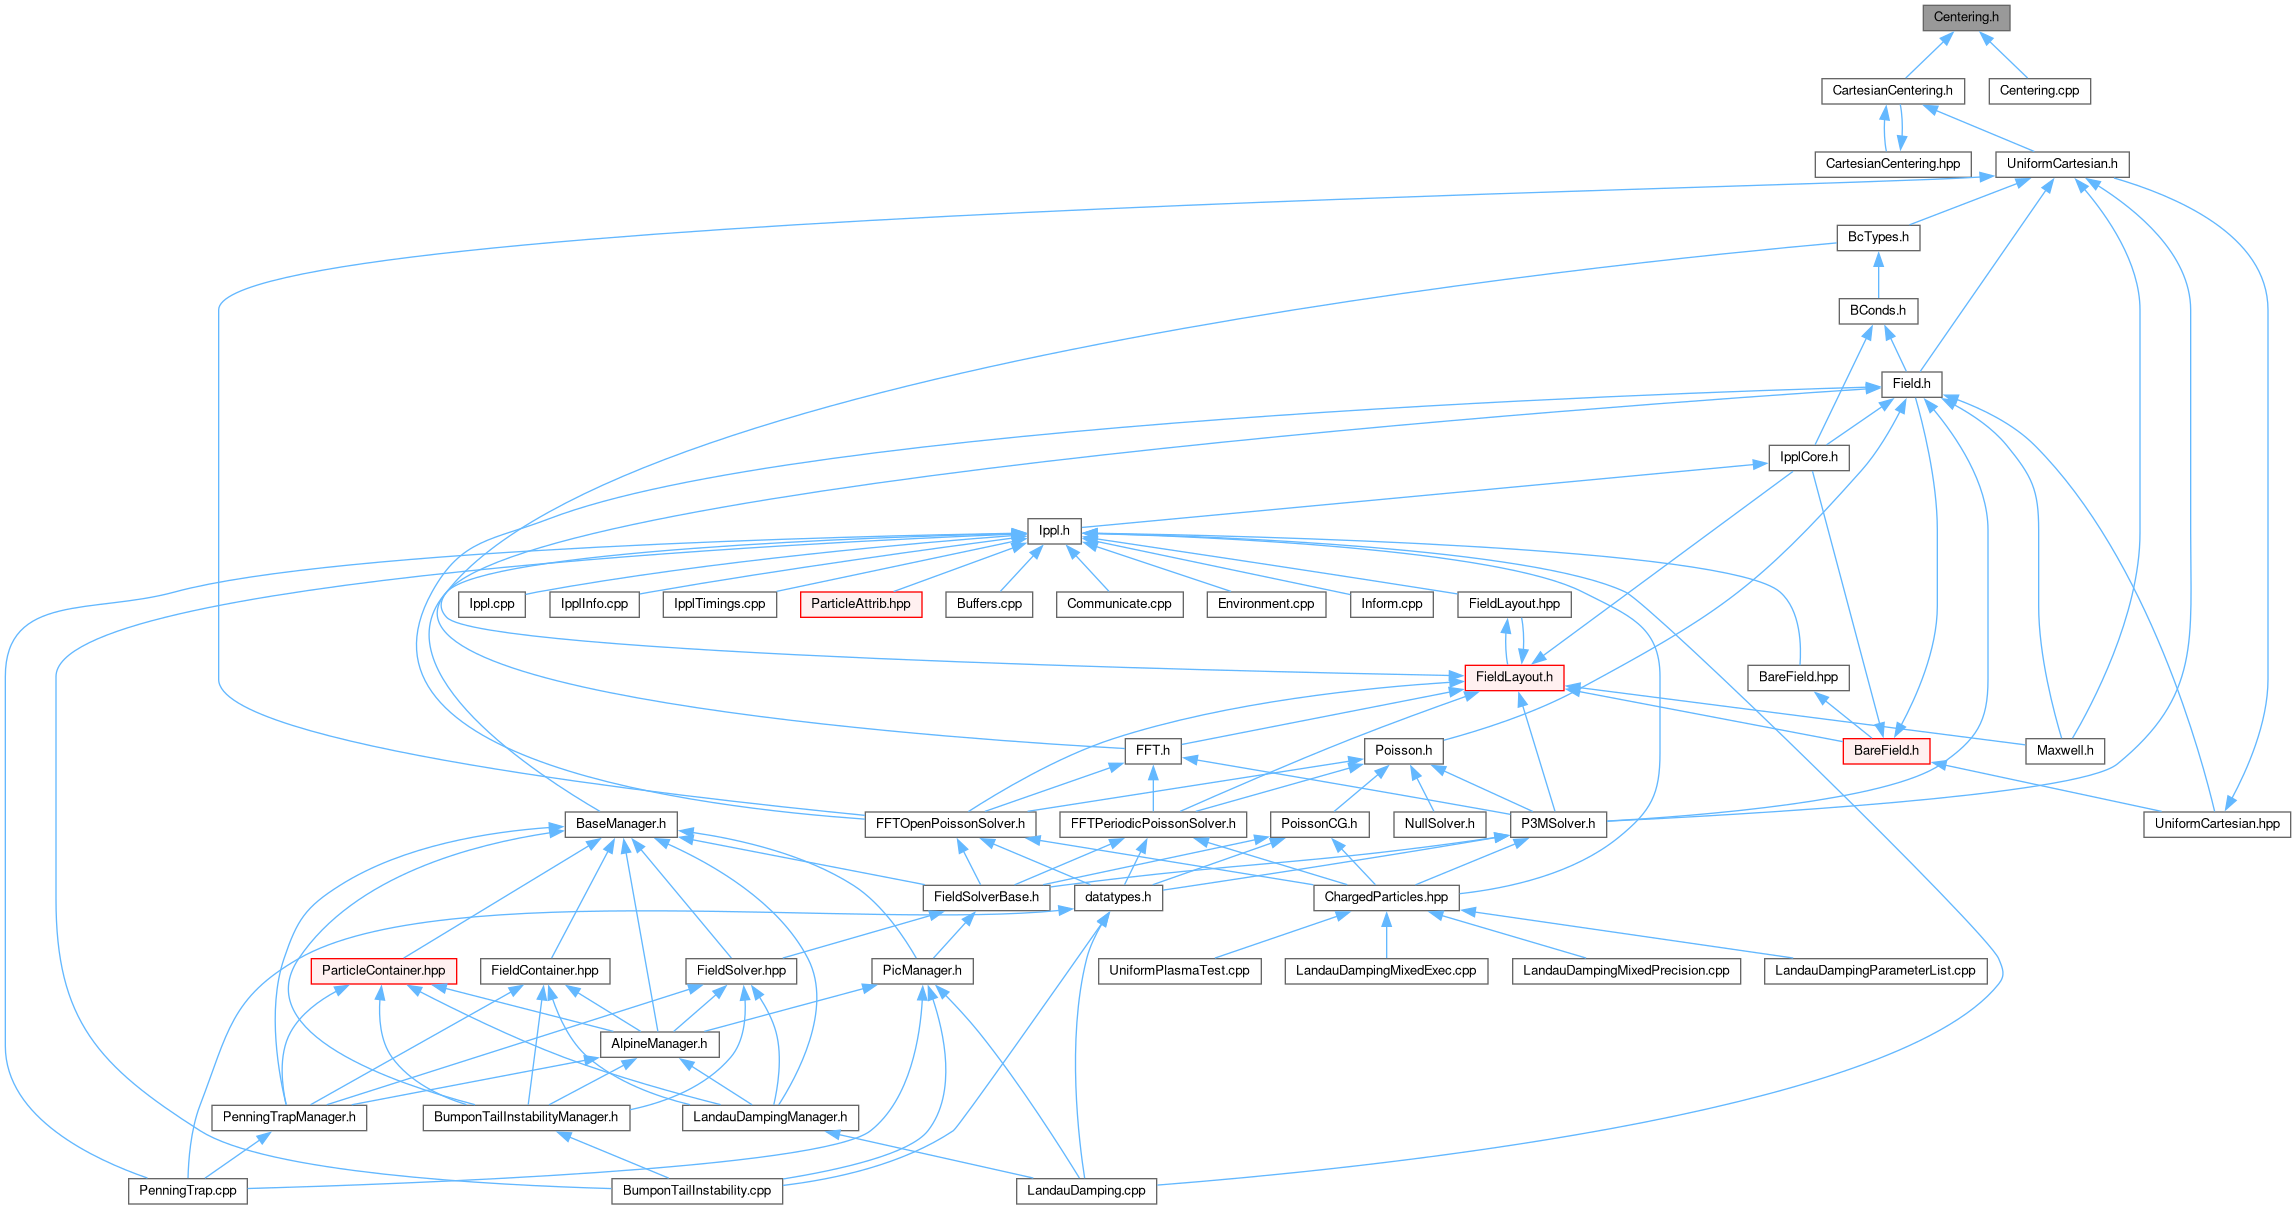 Centering.h
CartesianCentering.h
Centering.cpp
CartesianCentering.hpp
UniformCartesian.h
BcTypes.h
BConds.h
Field.h
IpplCore.h
Ippl.h
Ippl.cpp
IpplInfo.cpp
IpplTimings.cpp
ParticleAttrib.hpp
Buffers.cpp
Communicate.cpp
Environment.cpp
Inform.cpp
FieldLayout.hpp
FieldLayout.h
BareField.hpp
FFT.h
Poisson.h
BareField.h
Maxwell.h
BaseManager.h
FFTOpenPoissonSolver.h
FFTPeriodicPoissonSolver.h
PoissonCG.h
NullSolver.h
P3MSolver.h
UniformCartesian.hpp
FieldSolverBase.h
datatypes.h
ChargedParticles.hpp
ParticleContainer.hpp
FieldContainer.hpp
FieldSolver.hpp
PicManager.h
UniformPlasmaTest.cpp
LandauDampingMixedExec.cpp
LandauDampingMixedPrecision.cpp
LandauDampingParameterList.cpp
AlpineManager.h
PenningTrapManager.h
BumponTailInstabilityManager.h
LandauDampingManager.h
PenningTrap.cpp
BumponTailInstability.cpp
LandauDamping.cpp